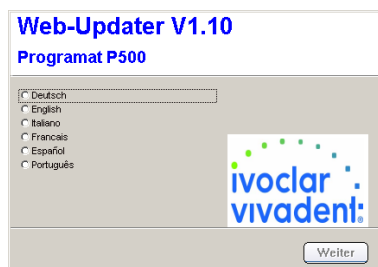 Web-Updater V1.10
Programat P500
Deutsch
English
Italiano
Francais
Español
Português
ivoclar
vivadent:
Weiter